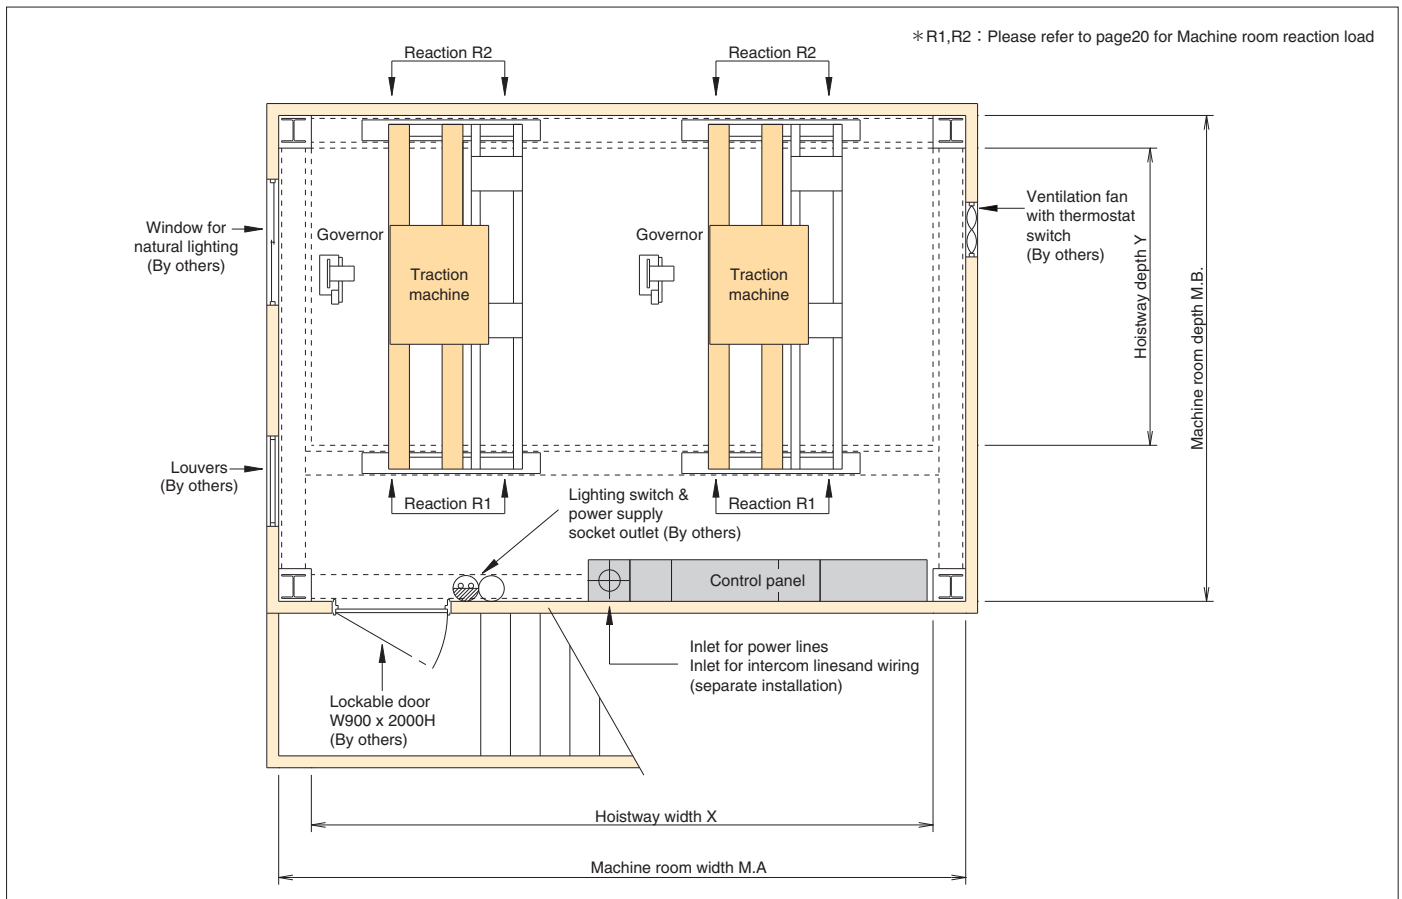 ＊R1,R2：Please refer to page20 for Machine room reaction load
Reaction R2
Reaction R2
Window for
natural lighting
(By others)
Governor
Traction
machine
Governor
Traction
machine
Ventilation fan
with thermostat
switch
(By others)
Hoistway depth Y
Machine room depth M.B.
Louvers
(By others)
Reaction R1
Reaction R1
Lighting switch &
power supply
socket outlet (By others)
Control panel
Inlet for power lines
Inlet for intercom linesand wiring
(separate installation)
Lockable door
W900 x 2000H
(By others)
Hoistway width X
Machine room width M.A